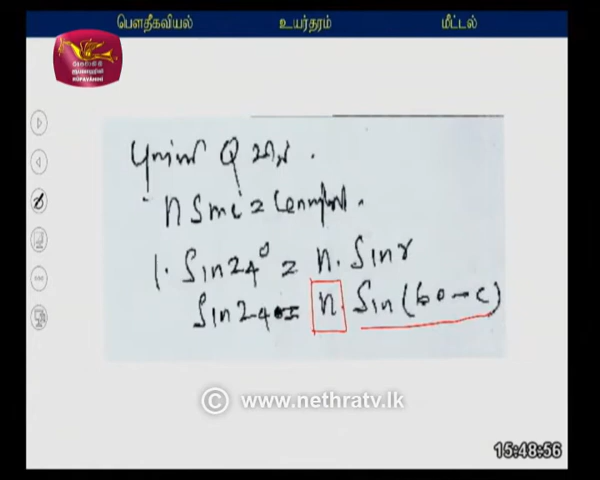 பௌதீகவியல் உயர்தரம் மீட்டல்
RUPAVAHINI
புள்ளி Q வில்.
n Sin i =
1. Sin 24° = n. Sin r
Sin 24° = n Sin (60 - c)
© www.nethratv.lk
15:48:56